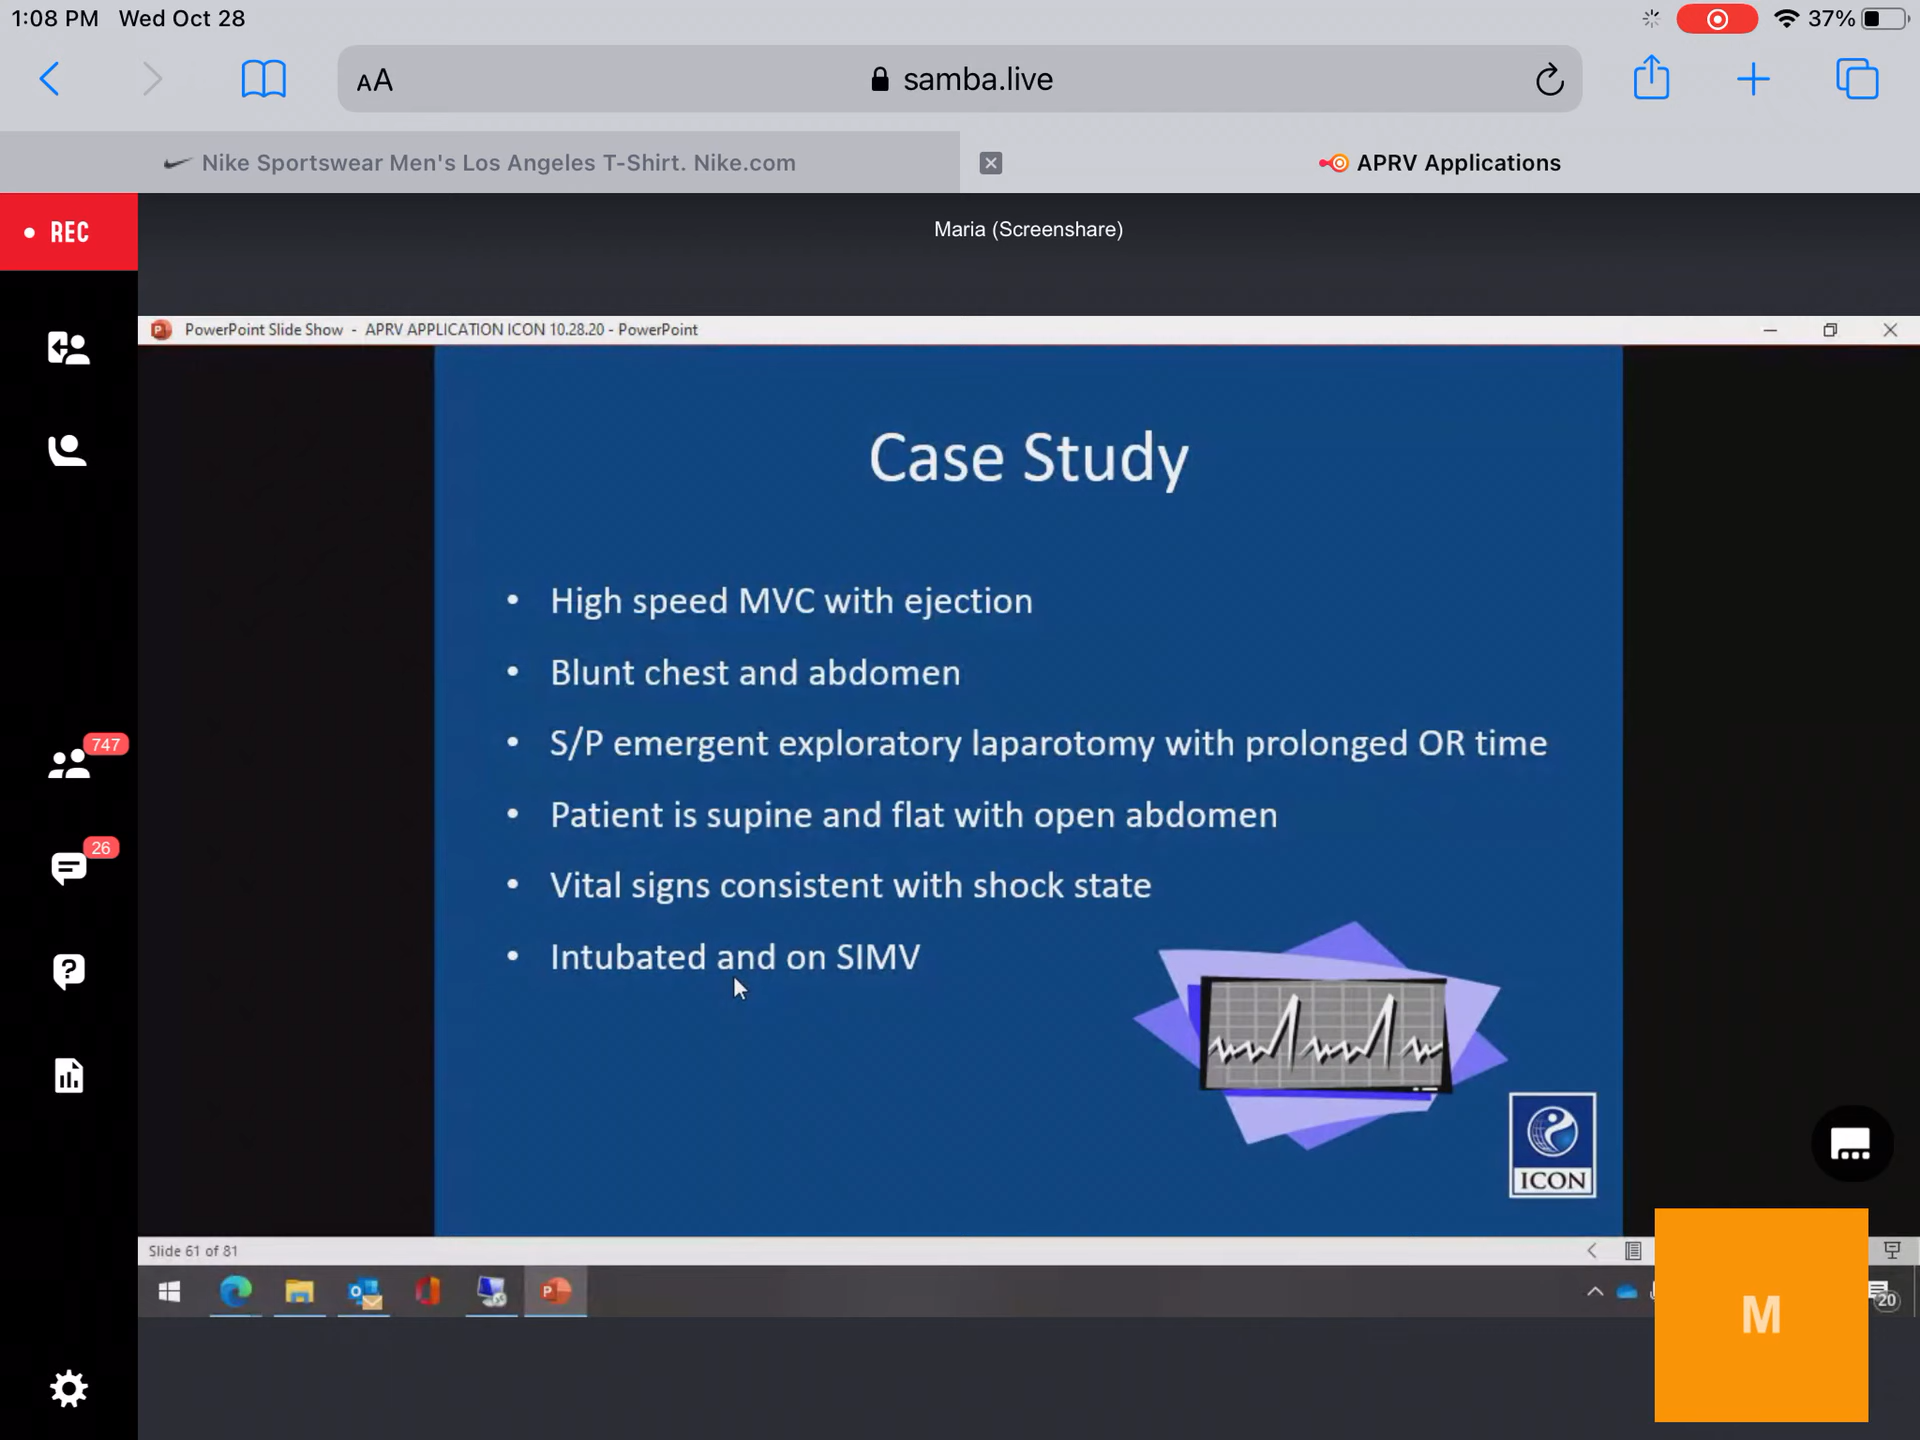 1:08 PM Wed Oct 28
37%
AA
samba.live
Nike Sportswear Men's Los Angeles T-Shirt. Nike.com
APRV Applications
REC
Maria (Screenshare)
PowerPoint Slide Show - APRV APPLICATION ICON 10.28.20 - PowerPoint
Case Study
• High speed MVC with ejection
• Blunt chest and abdomen
• S/P emergent exploratory laparotomy with prolonged OR time
• Patient is supine and flat with open abdomen
• Vital signs consistent with shock state
• Intubated and on SIMV
747
26
ICON
Slide 61 of 81
20
M